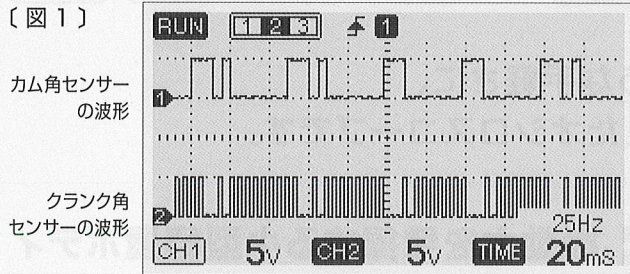 〔図1〕
RUN 1 2 3 1
カム角センサー
の波形
1
クランク角
センサーの波形
2
25Hz
CH1 5V CH2 5V TIME 20mS